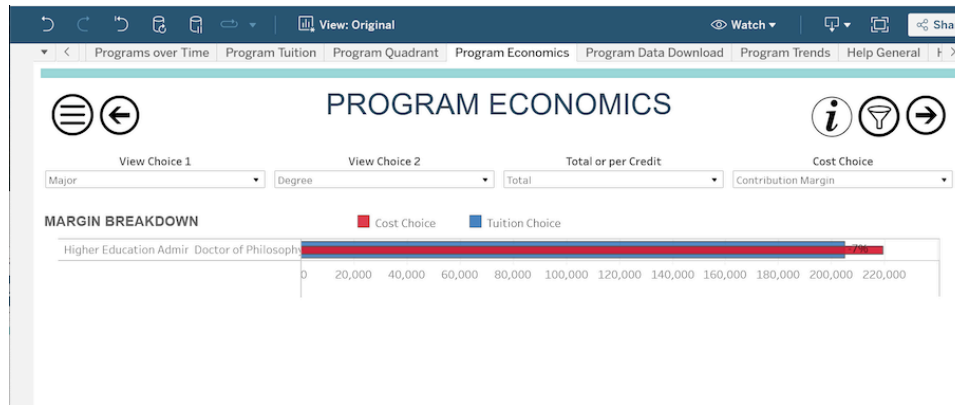 View: Original
Watch
Sha
Programs over Time
Program Tuition
Program Quadrant
Program Economics
Program Data Download
Program Trends
Help General
H
PROGRAM ECONOMICS
View Choice 1
View Choice 2
Total or per Credit
Cost Choice
Major
Degree
Total
Contribution Margin
MARGIN BREAKDOWN
Cost Choice
Tuition Choice
Higher Education Admir
Doctor of Philosophy
-7%
0
20,000
40,000
60,000
80,000
100,000
120,000
140,000
160,000
180,000
200,000
220,000